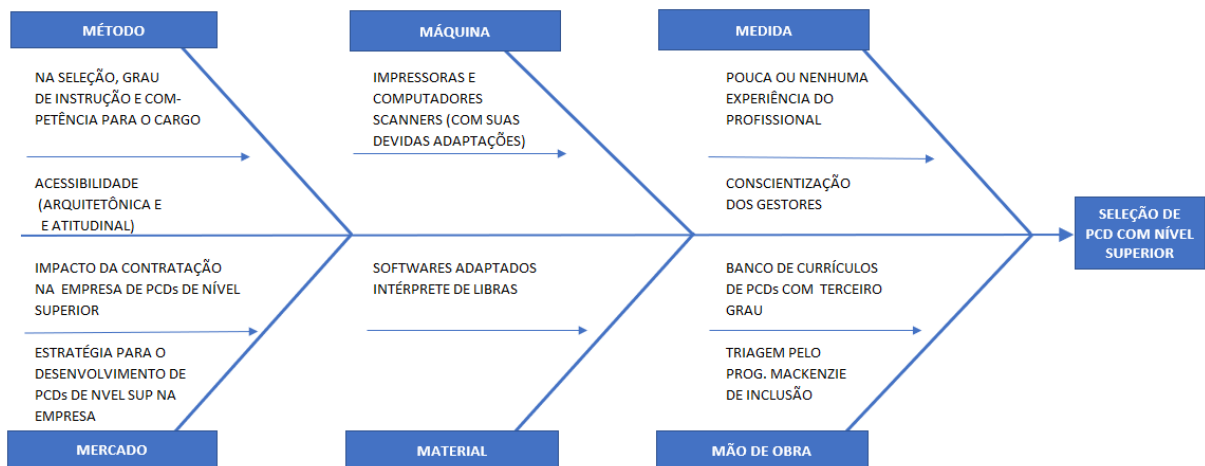 MÉTODO
MÁQUINA
MEDIDA
NA SELEÇÃO, GRAU
DE INSTRUÇÃO E COM-
PETÊNCIA PARA O CARGO
IMPRESSORAS E
COMPUTADORES
SCANNERS (COM SUAS
DEVIDAS ADAPTAÇÕES)
POUCA OU NENHUMA
EXPERIÊNCIA DO
PROFISSIONAL
ACESSIBILIDADE
(ARQUITETÔNICA E
E ATITUDINAL)
CONSCIENTIZAÇÃO
DOS GESTORES
SELEÇÃO DE
PCD COM NÍVEL
SUPERIOR
IMPACTO DA CONTRATAÇÃO
NA EMPRESA DE PCDs DE NÍVEL
SUPERIOR
SOFTWARES ADAPTADOS
INTÉRPRETE DE LIBRAS
BANCO DE CURRÍCULOS
DE PCDs COM TERCEIRO
GRAU
ESTRATÉGIA PARA O
DESENVOLVIMENTO DE
PCDs DE NVEL SUP NA
EMPRESA
TRIAGEM PELO
PROG. MACKENZIE
DE INCLUSÃO
MERCADO
MATERIAL
MÃO DE OBRA